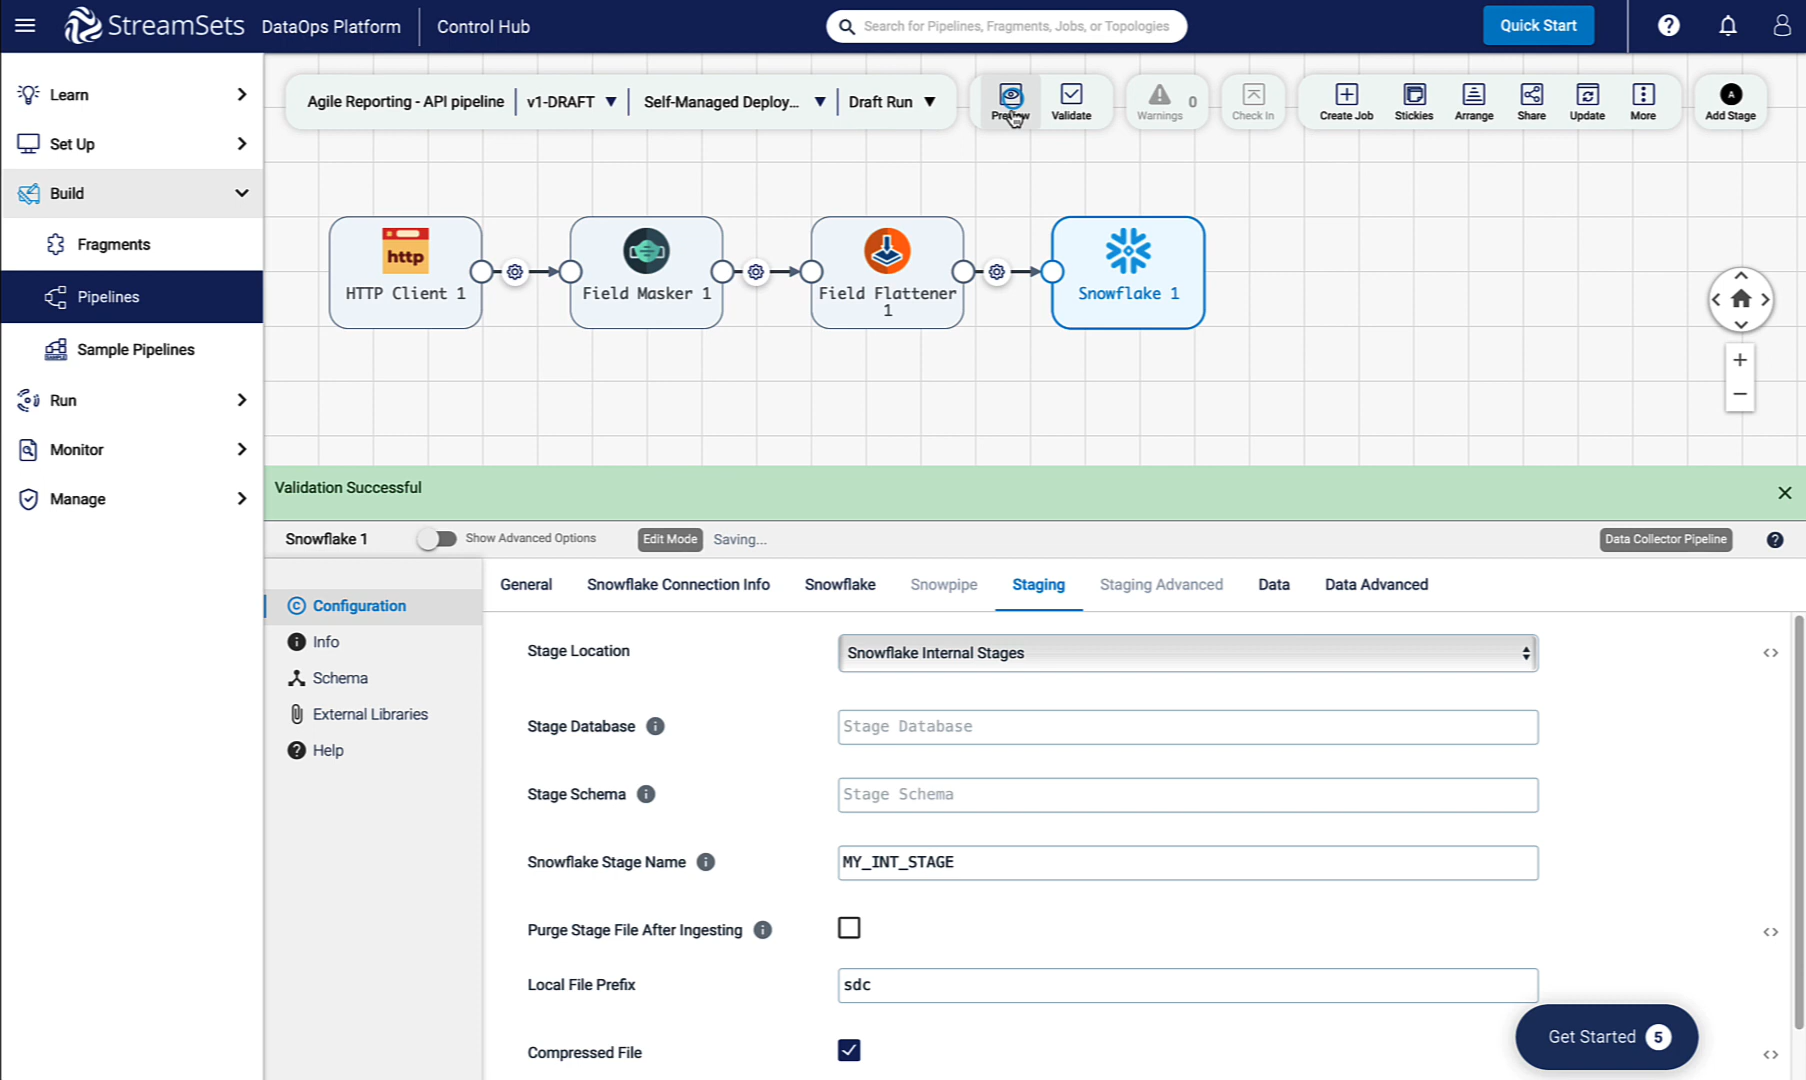 StreamSets DataOps Platform Control Hub
Search for Pipelines, Fragments, Jobs, or Topologies
Quick Start
?
Learn
Set Up
Build
Fragments
Pipelines
Sample Pipelines
Run
Monitor
Manage
Agile Reporting - API pipeline
v1-DRAFT
Self-Managed Deploy...
Draft Run
Preview
Validate
Warnings 0
Check In
Create Job
Stickies
Arrange
Share
Update
More
A
Add Stage
http
HTTP Client 1
Field Masker 1
Field Flattener
1
Snowflake 1
Validation Successful
Snowflake 1
Show Advanced Options
Edit Mode
Saving...
Data Collector Pipeline
?
Configuration
Info
Schema
External Libraries
Help
General
Snowflake Connection Info
Snowflake
Snowpipe
Staging
Staging Advanced
Data
Data Advanced
Stage Location
Snowflake Internal Stages
Stage Database
Stage Database
Stage Schema
Stage Schema
Snowflake Stage Name
MY_INT_STAGE
Purge Stage File After Ingesting
Local File Prefix
sdc
Compressed File
Get Started 5